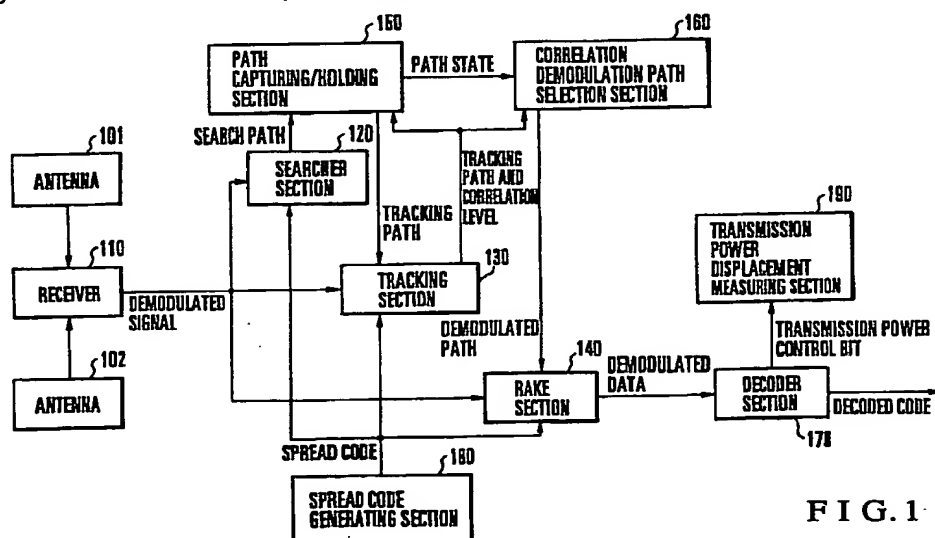 160
PATH
CAPTURING/HOLDING
SECTION
PATH STATE
160
CORRELATION
DEMODULATION PATH
SELECTION SECTION
SEARCH PATH
120
SEARCHER
SECTION
101
ANTENNA
TRACKING
PATH AND
CORRELATION
LEVEL
TRACKING
PATH
190
TRANSMISSION
POWER
DISPLACEMENT
MEASURING SECTION
110
RECEIVER
DEMODULATED
SIGNAL
130
TRACKING
SECTION
DEMODULATED
PATH
TRANSMISSION POWER
CONTROL BIT
102
ANTENNA
140
RAKE
SECTION
DEMODULATED
DATA
DECODER
SECTION
178
DECODED CODE
SPREAD CODE
180
SPREAD CODE
GENERATING SECTION
F I G. 1